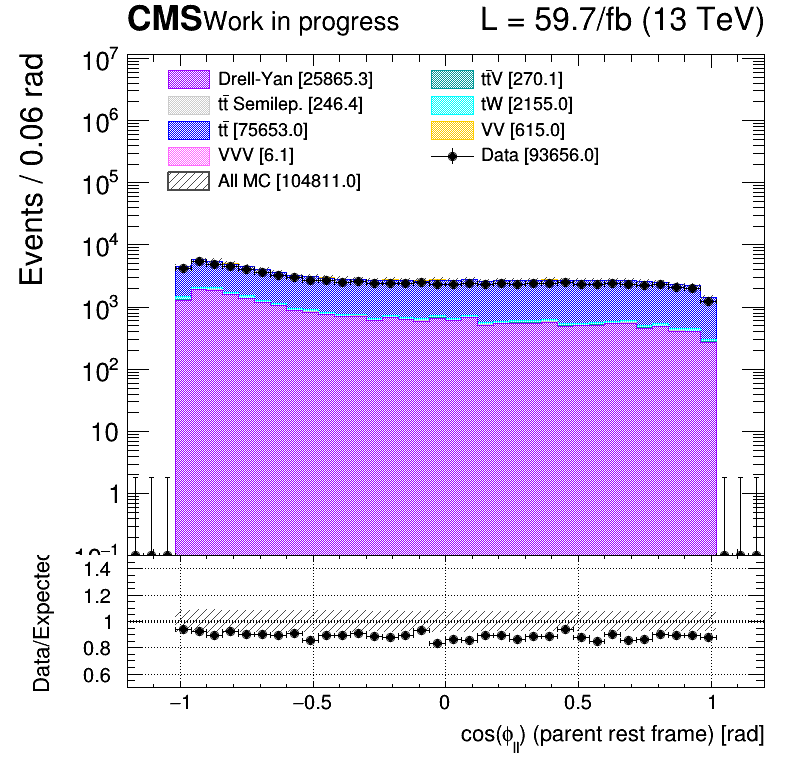 CMS Work in progress L = 59.7/fb (13 TeV)
Events / 0.06 rad
10⁷
10⁶
10⁵
10⁴
10³
10²
10
1
10⁻¹
Drell-Yan [25865.3]
tt̄ Semilep. [246.4]
tt̄ [75653.0]
VVV [6.1]
All MC [104811.0]
tt̄V [270.1]
tW [2155.0]
VV [615.0]
Data [93656.0]
Data/Expected
1.4
1.2
1
0.8
0.6
−1 −0.5 0 0.5 1
cos(ϕ_ll) (parent rest frame) [rad]